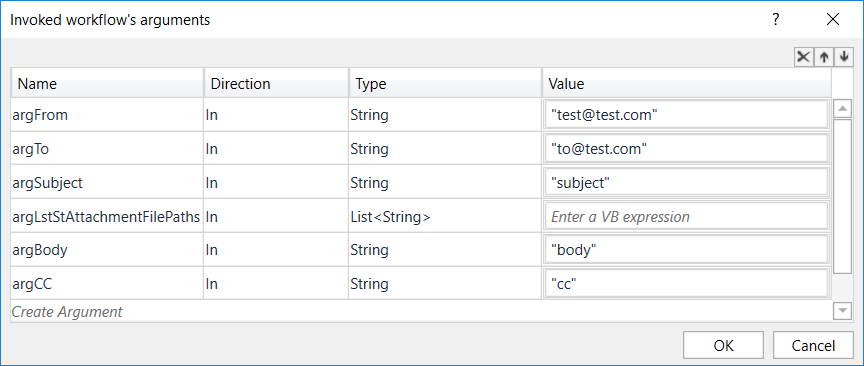 Invoked workflow's arguments ?
Name Direction Type Value
argFrom In String "test@test.com"
argTo In String "to@test.com"
argSubject In String "subject"
argLstStAttachmentFilePaths In List<String> Enter a VB expression
argBody In String "body"
argCC In String "cc"
Create Argument
OK Cancel